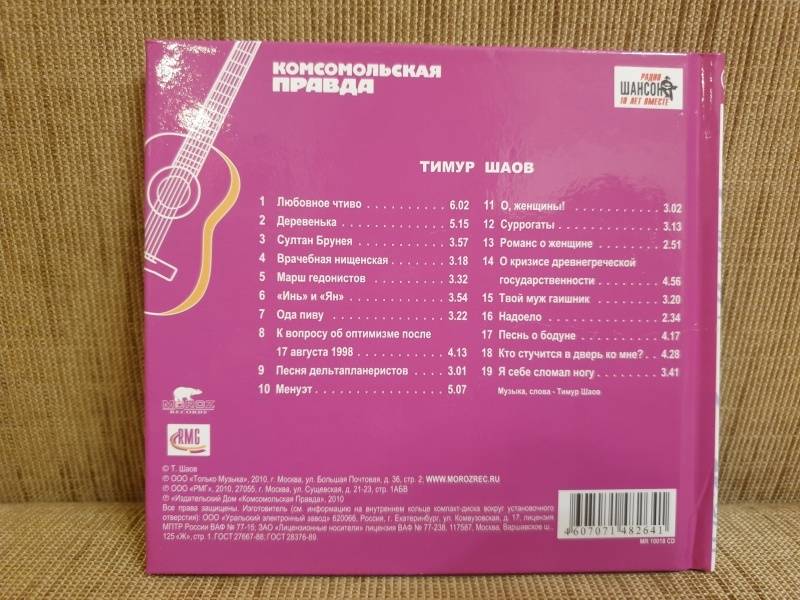 КОМСОМОЛЬСКАЯ
ПРАВДА
РАДИО
ШАНСОН
10 ЛЕТ ВМЕСТЕ
ТИМУР ШАОВ
1 Любовное чтиво . . . . . . . . . . . 6.02
2 Деревенька . . . . . . . . . . . . . . 5.15
3 Султан Брунея . . . . . . . . . . . . 3.57
4 Врачебная нищенская . . . . . . . . 3.18
5 Марш гедонистов . . . . . . . . . . 3.32
6 «Инь» и «Ян» . . . . . . . . . . . . . 3.54
7 Ода пиву . . . . . . . . . . . . . . . . 3.22
8 К вопросу об оптимизме после
17 августа 1998 . . . . . . . . . . . . 4.13
9 Песня дельтапланеристов . . . . . 3.01
10 Менуэт . . . . . . . . . . . . . . . . . 5.07
11 О, женщины! . . . . . . . . . . . . . 3.02
12 Суррогаты . . . . . . . . . . . . . . . 3.13
13 Романс о женщине . . . . . . . . . 2.51
14 О кризисе древнегреческой
государственности . . . . . . . . . . 4.56
15 Твой муж гаишник . . . . . . . . . 3.20
16 Надоело . . . . . . . . . . . . . . . . 2.34
17 Песнь о бодуне . . . . . . . . . . . 4.17
18 Кто стучится в дверь ко мне? . . 4.28
19 Я себе сломал ногу . . . . . . . . . 3.41
Музыка, слова - Тимур Шаов
MOROZ
RECORDS
RMG
© Т. Шаов
℗ ООО «Только Музыка», 2010, г. Москва, ул. Большая Почтовая, д. 36, стр. 2; WWW.MOROZREC.RU
℗ ООО «РМГ», 2010, 27055, г. Москва, ул. Сущевская, д. 21-23, стр. 1АБВ
℗ «Издательский Дом «Комсомольская Правда», 2010
Все права защищены. Изготовитель (см. информацию на внутреннем кольце компакт-диска вокруг установочного
отверстия): ООО «Уральский электронный завод» 620066, Россия, г. Екатеринбург, ул. Комвузовская, д. 17, лицензия
МПТР России ВАФ № 77-15; ЗАО «Лицензионные носители» лицензия ВАФ № 77-238, 117587, Москва, Варшавское ш.,
125 «Ж», стр. 1. ГОСТ 27667-88; ГОСТ 28376-89.
4607071482641
MR 10018 CD